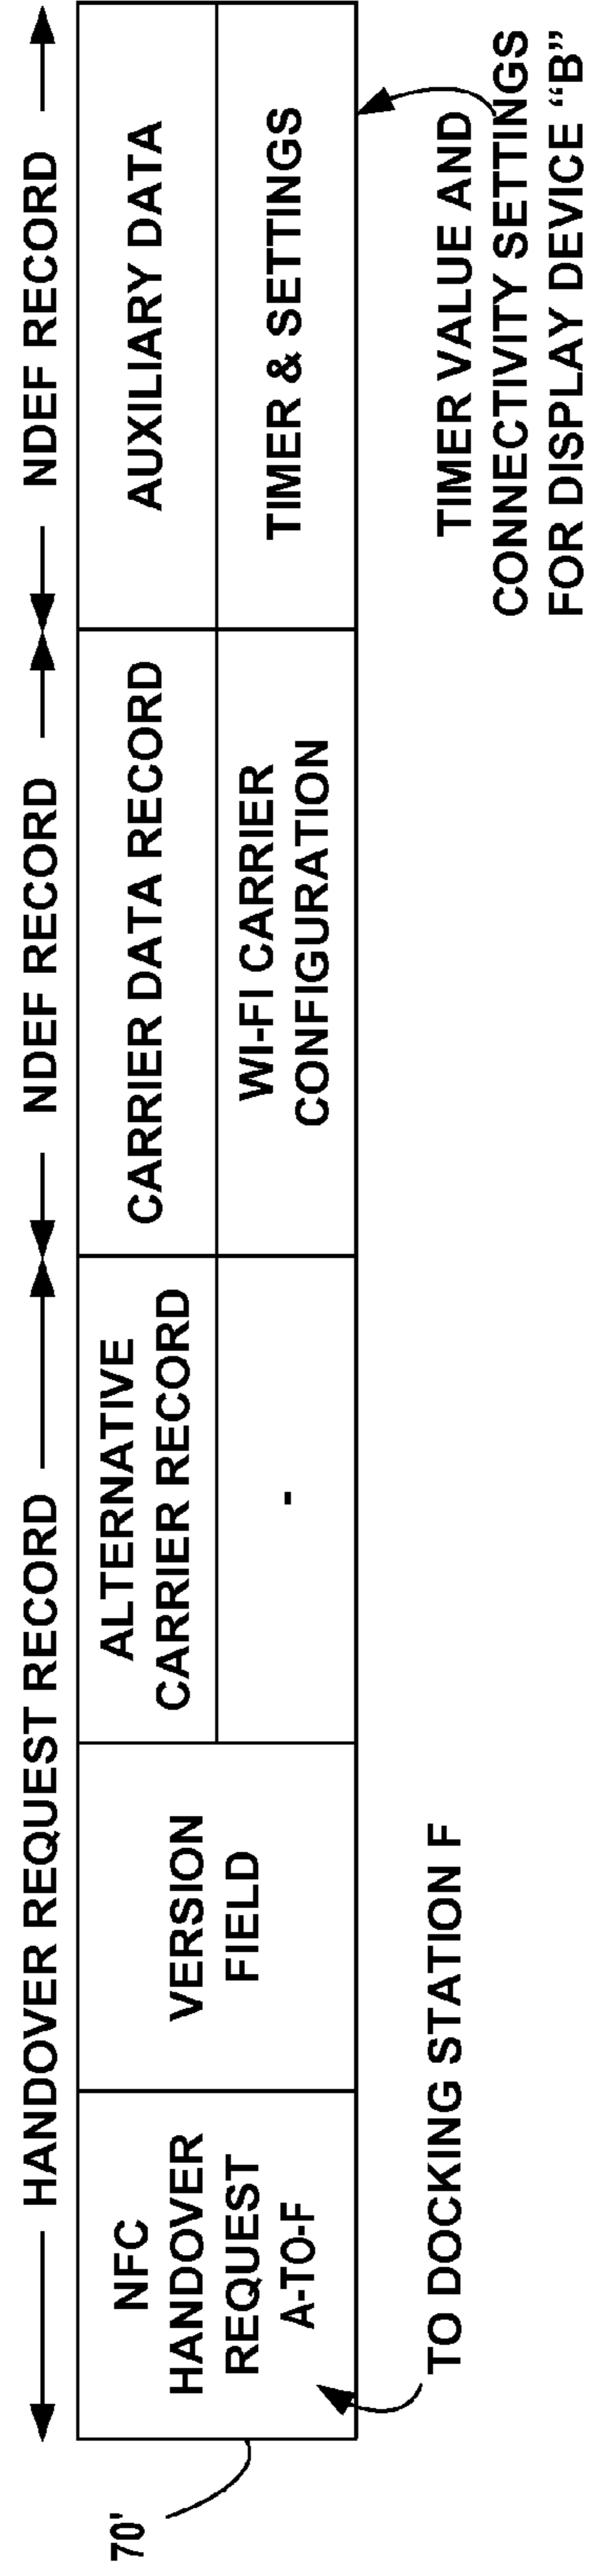 HANDOVER REQUEST RECORD
NDEF RECORD
NDEF RECORD
70'
NFC
HANDOVER
REQUEST
A-TO-F
VERSION
FIELD
ALTERNATIVE
CARRIER RECORD
-
CARRIER DATA RECORD
WI-FI CARRIER
CONFIGURATION
AUXILIARY DATA
TIMER & SETTINGS
TO DOCKING STATION F
TIMER VALUE AND
CONNECTIVITY SETTINGS
FOR DISPLAY DEVICE “B”